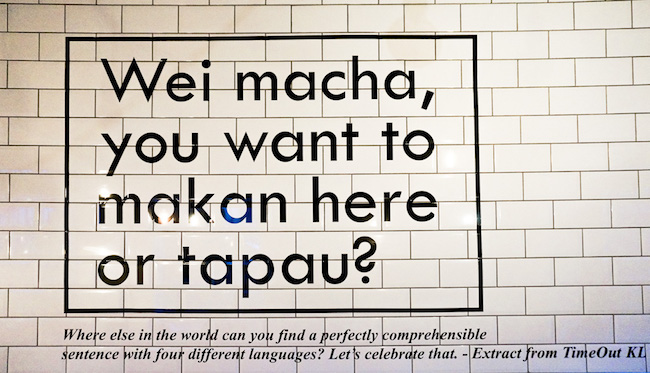 Wei macha,
you want to
makan here
or tapau?
Where else in the world can you find a perfectly comprehensible
sentence with four different languages? Let's celebrate that. - Extract from TimeOut KL